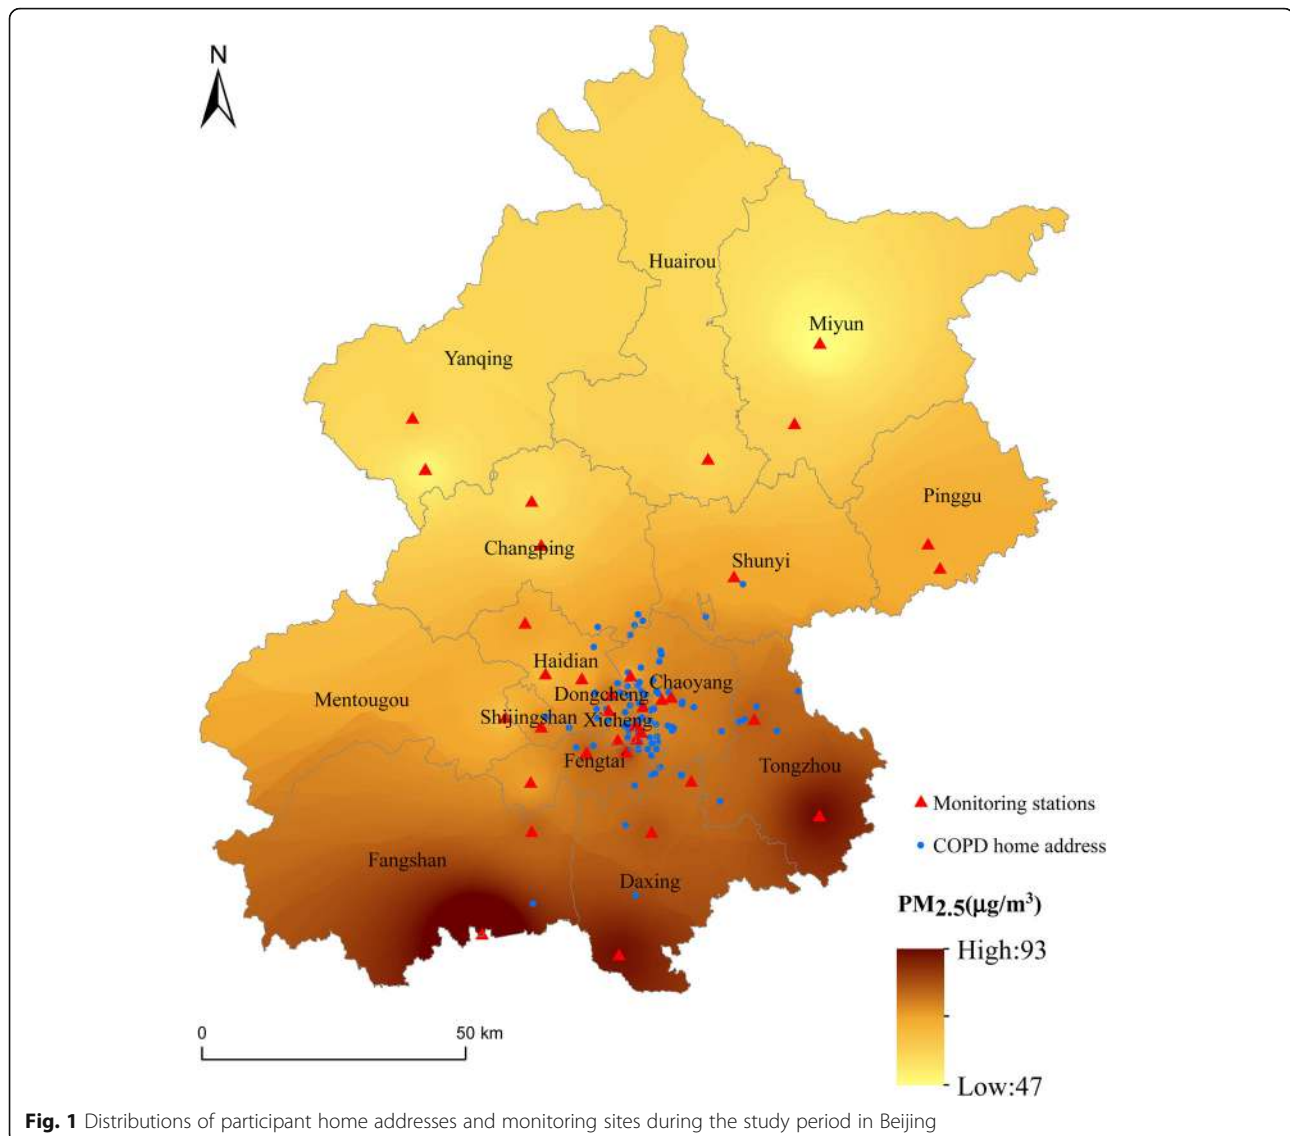 N
Huairou
Miyun
Yanqing
Pinggu
Changping
Shunyi
Haidian
Mentougou
Dongcheng
Chaoyang
Shijingshan
Xicheng
Fengtai
Tongzhou
Monitoring stations
COPD home address
Fangshan
Daxing
PM2.5(μg/m³)
High:93
Low:47
0
50 km
Fig. 1 Distributions of participant home addresses and monitoring sites during the study period in Beijing